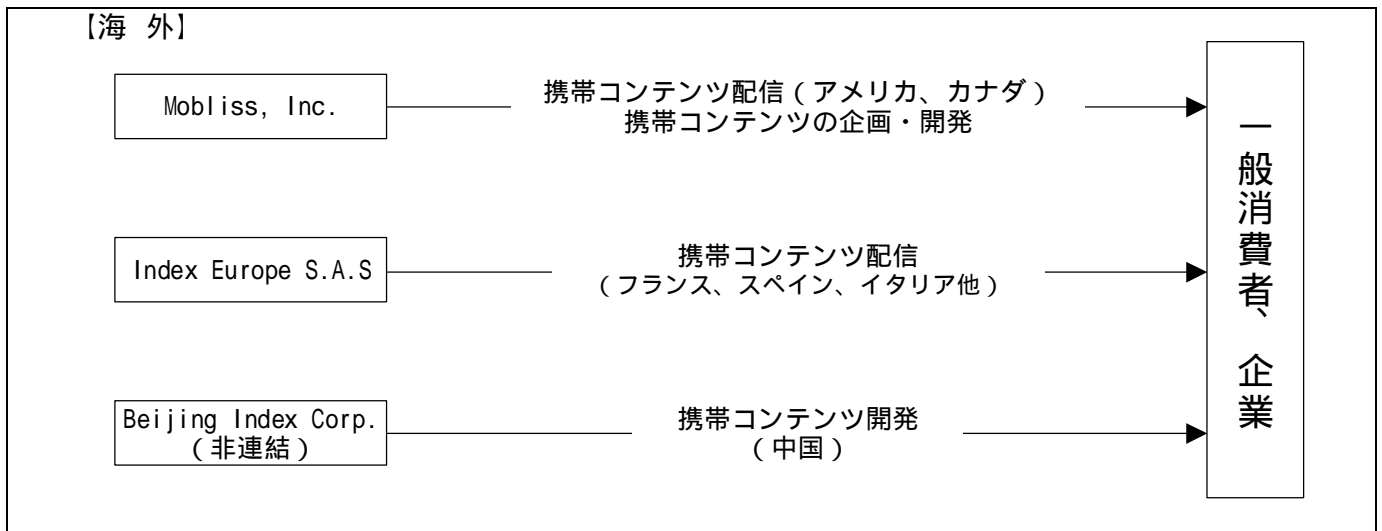 【海 外】
Mobliss, Inc.
携帯コンテンツ配信（アメリカ、カナダ）
携帯コンテンツの企画・開発
Index Europe S.A.S
携帯コンテンツ配信
（フランス、スペイン、イタリア他）
Beijing Index Corp.
（非連結）
携帯コンテンツ開発
（中国）
一般消費者、企業